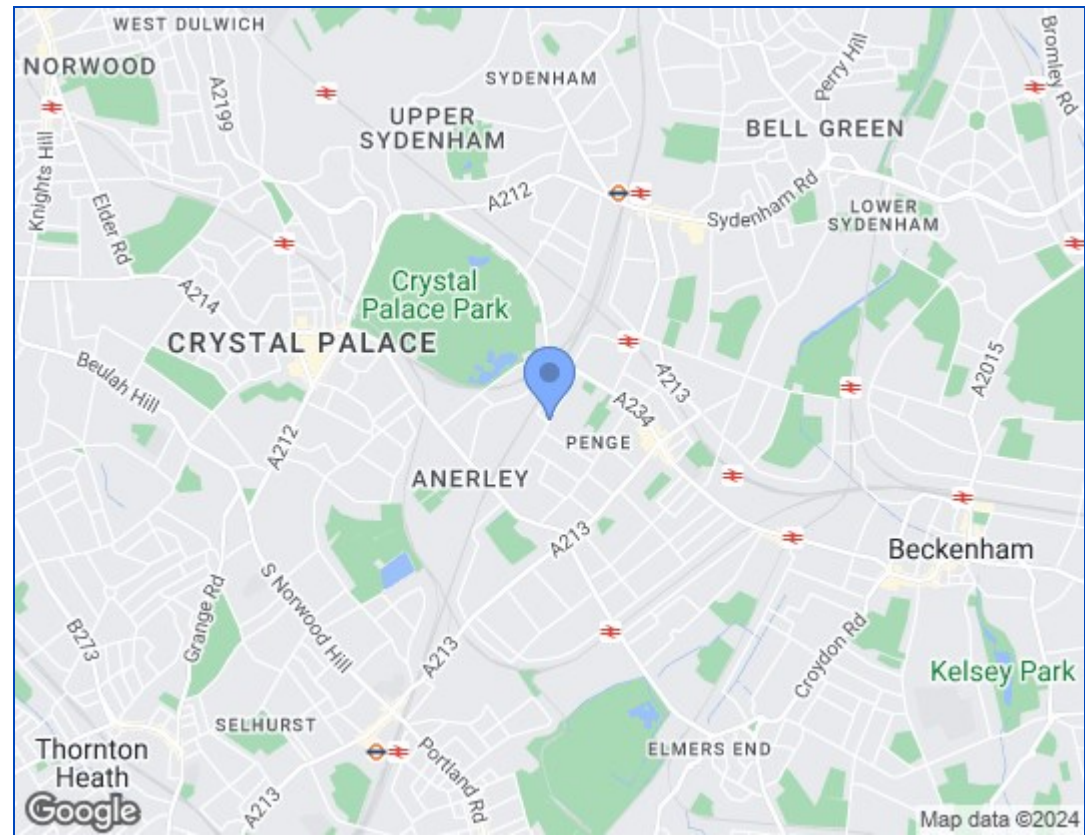 WEST DULWICH
NORWOOD
A2199
SYDENHAM
Perry Hill
Bromley Rd
UPPER
SYDENHAM
BELL GREEN
Knights Hill
Elder Rd
A212
Sydenham Rd
LOWER
SYDENHAM
A214
Crystal
Palace Park
CRYSTAL PALACE
Beulah Hill
A213
A2015
A234
A212
PENGE
ANERLEY
A213
Beckenham
S Norwood Hill
Grange Rd
B273
A213
Croydon Rd
Kelsey Park
SELHURST
Portland Rd
ELMERS END
Thornton
Heath
A213
Google
Map data ©2024